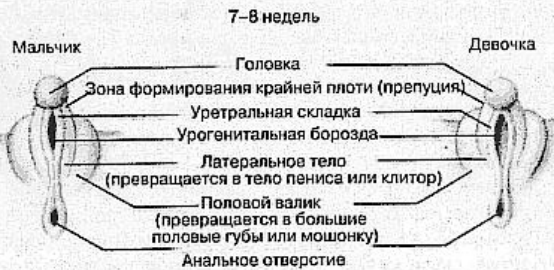 7–8 недель
Мальчик
Девочка
Головка
Зона формирования крайней плоти (препуция)
Уретральная складка
Урогенитальная борозда
Латеральное тело
(превращается в тело пениса или клитор)
Половой валик
(превращается в большие
половые губы или мошонку)
Анальное отверстие